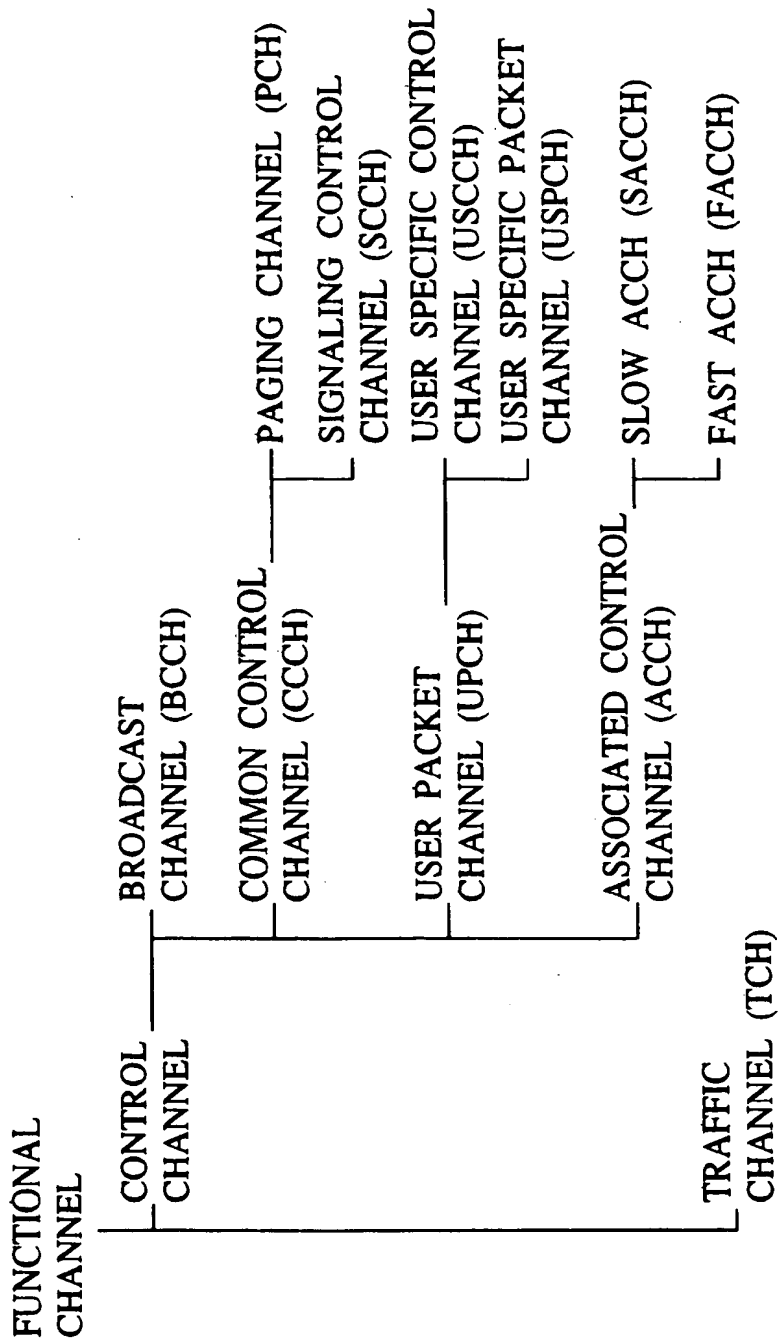 FUNCTIONAL
CHANNEL
CONTROL
CHANNEL
BROADCAST
CHANNEL (BCCH)
COMMON CONTROL
CHANNEL (CCCH)
PAGING CHANNEL (PCH)
SIGNALING CONTROL
CHANNEL (SCCH)
USER PACKET
CHANNEL (UPCH)
USER SPECIFIC CONTROL
CHANNEL (USCCH)
USER SPECIFIC PACKET
CHANNEL (USPCH)
ASSOCIATED CONTROL
CHANNEL (ACCH)
SLOW ACCH (SACCH)
FAST ACCH (FACCH)
TRAFFIC
CHANNEL (TCH)